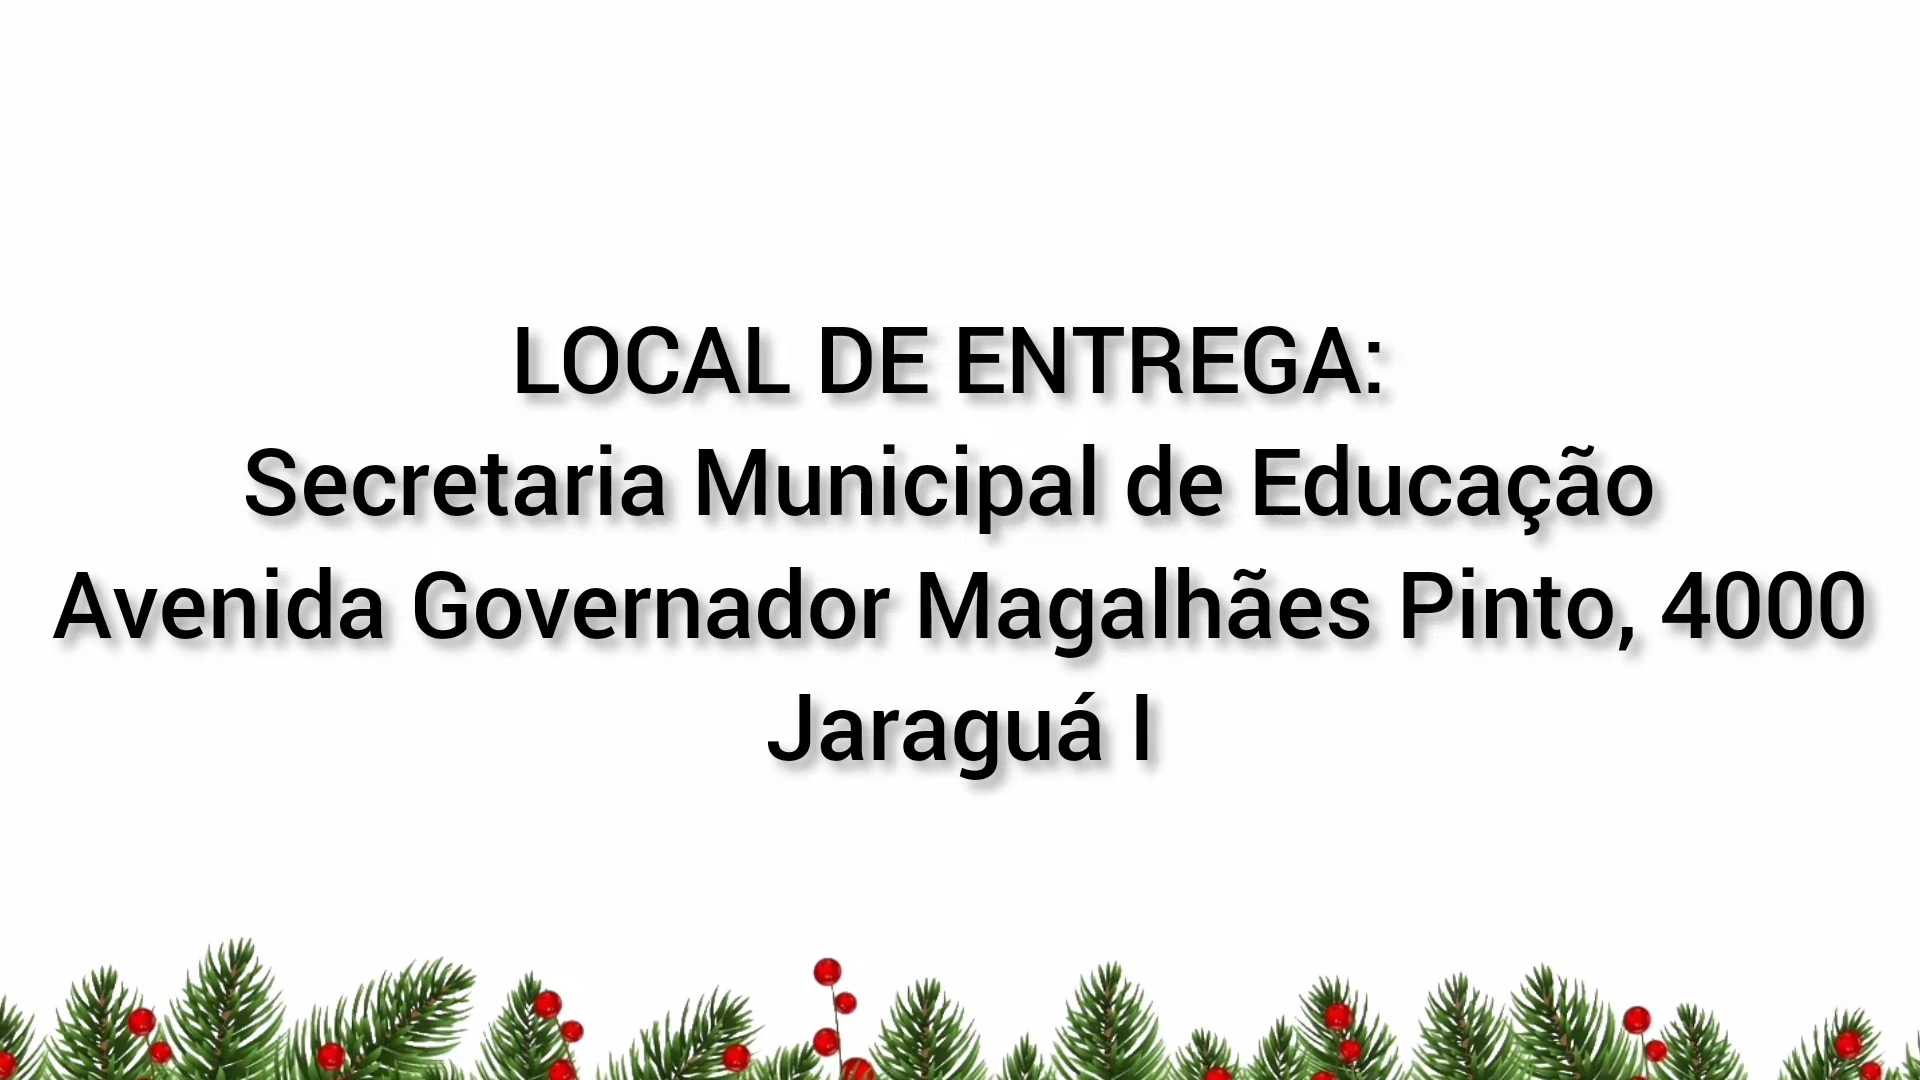 LOCAL DE ENTREGA:
Secretaria Municipal de Educação
Avenida Governador Magalhães Pinto, 4000
Jaraguá I